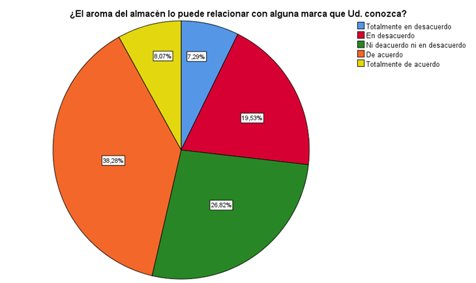 ¿El aroma del almacén lo puede relacionar con alguna marca que Ud. conozca?
Totalmente en desacuerdo
En desacuerdo
Ni deacuerdo ni en desacuerdo
De acuerdo
Totalmente de acuerdo
8,07%
7,29%
19,53%
38,28%
26,82%